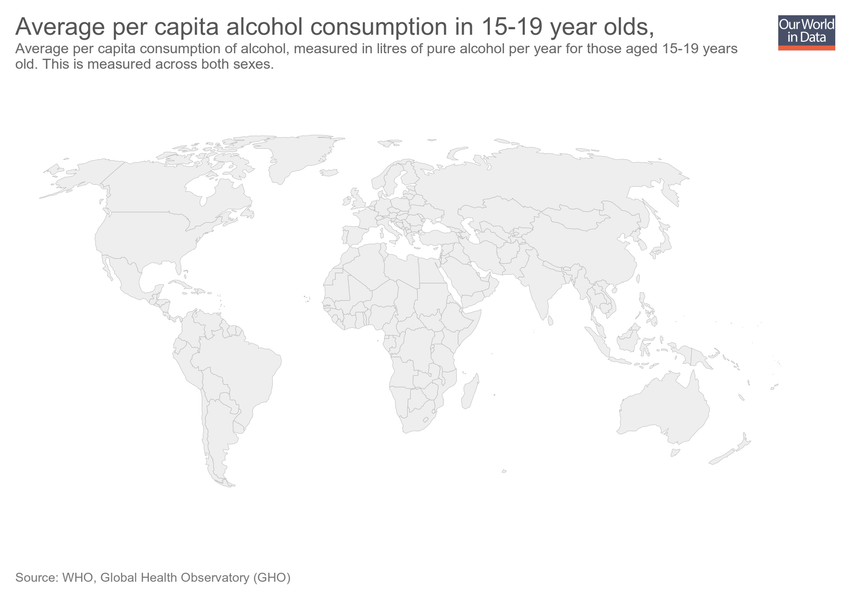 Average per capita alcohol consumption in 15-19 year olds,
Average per capita consumption of alcohol, measured in litres of pure alcohol per year for those aged 15-19 years
old. This is measured across both sexes.
Our World
in Data
Source: WHO, Global Health Observatory (GHO)